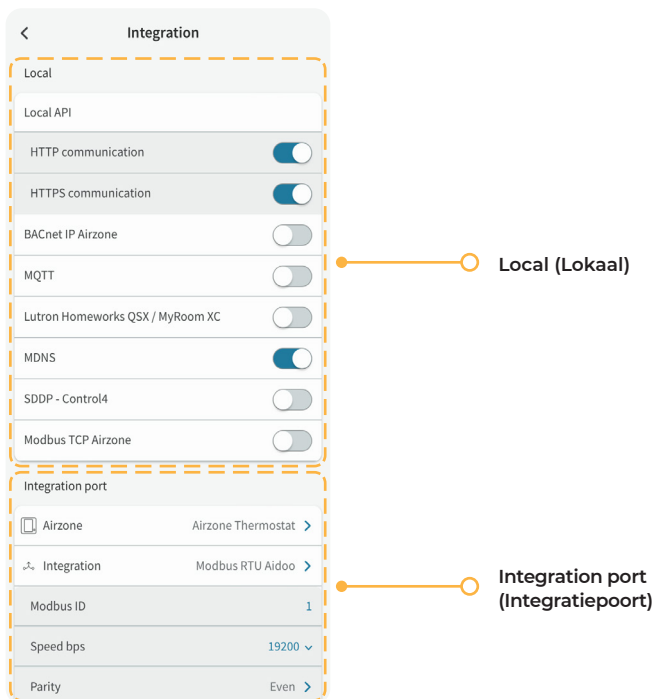 Integration
Local
Local API
HTTP communication
HTTPS communication
BACnet IP Airzone
MQTT
Lutron Homeworks QSX / MyRoom XC
MDNS
SDDP - Control4
Modbus TCP Airzone
Local (Lokaal)
Integration port
Airzone Airzone Thermostat
Integration Modbus RTU Aidoo
Modbus ID 1
Speed bps 19200
Parity Even
Integration port
(Integratiepoort)